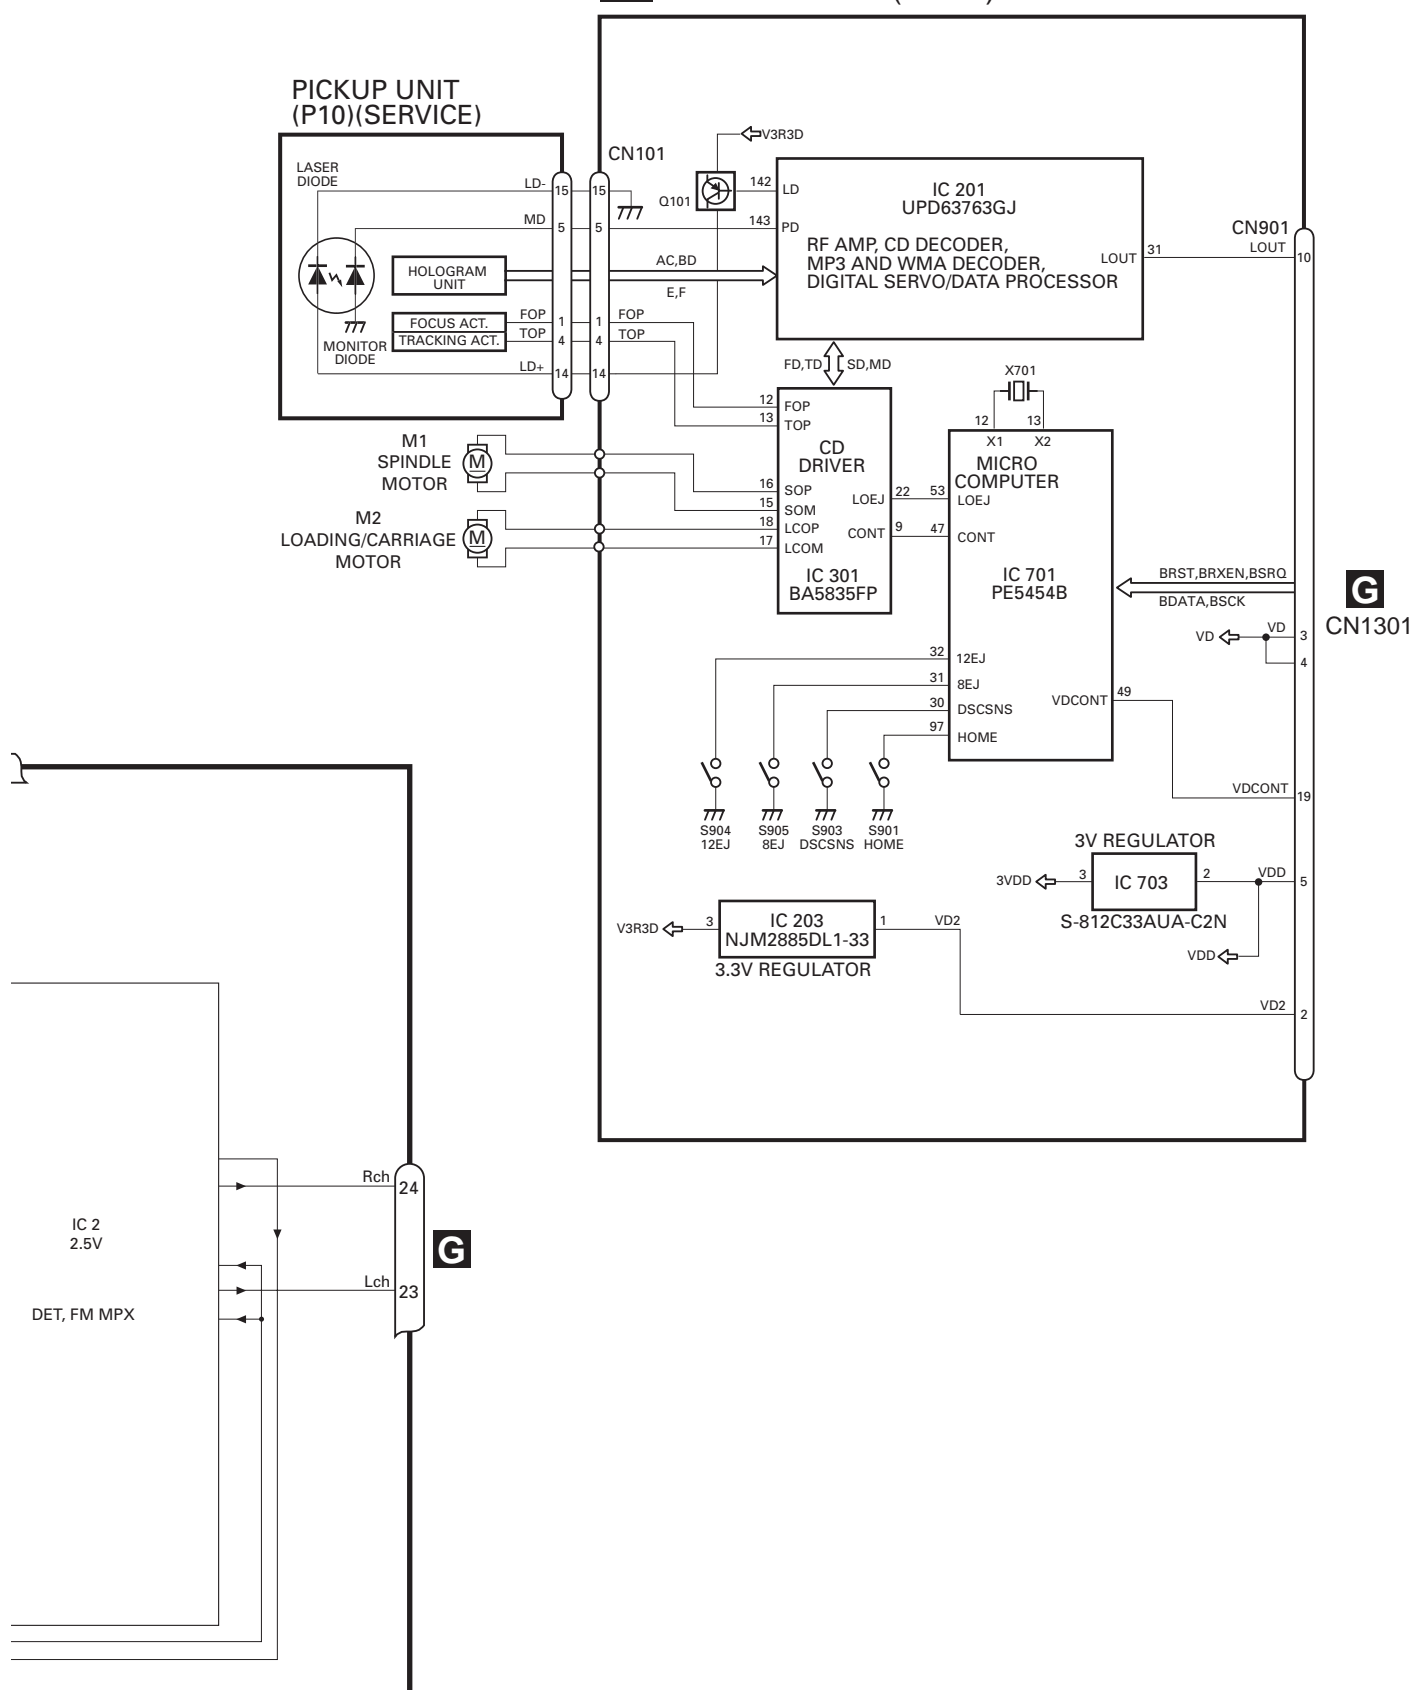 PICKUP UNIT
(P10)(SERVICE)
LASER
DIODE
LD-
15
15
MD
5
5
HOLOGRAM
UNIT
AC,BD
E,F
FOCUS ACT.
TRACKING ACT.
FOP
1
1
FOP
TOP
4
4
TOP
MONITOR
DIODE
LD+
14
14
CN101
V3R3D
Q101
142
LD
143
PD
IC 201
UPD63763GJ
RF AMP, CD DECODER,
MP3 AND WMA DECODER,
DIGITAL SERVO/DATA PROCESSOR
LOUT
31
CN901
LOUT
10
FD,TD
SD,MD
X701
12
13
X1
X2
M1
SPINDLE
MOTOR
M
M2
LOADING/CARRIAGE
MOTOR
M
12
FOP
13
TOP
CD
DRIVER
16
SOP
15
SOM
18
LCOP
17
LCOM
LOEJ
22
53
LOEJ
CONT
9
47
CONT
IC 301
BA5835FP
MICRO
COMPUTER
IC 701
PE5454B
BRST,BRXEN,BSRQ
BDATA,BSCK
G
CN1301
VD
VD
3
4
32
12EJ
31
8EJ
30
DSCSNS
97
HOME
VDCONT
49
VDCONT
19
S904
12EJ
S905
8EJ
S903
DSCSNS
S901
HOME
3V REGULATOR
3VDD
3
IC 703
2
VDD
5
S-812C33AUA-C2N
VDD
V3R3D
3
IC 203
NJM2885DL1-33
1
VD2
3.3V REGULATOR
VD2
2
Rch
24
IC 2
2.5V
G
Lch
23
DET, FM MPX